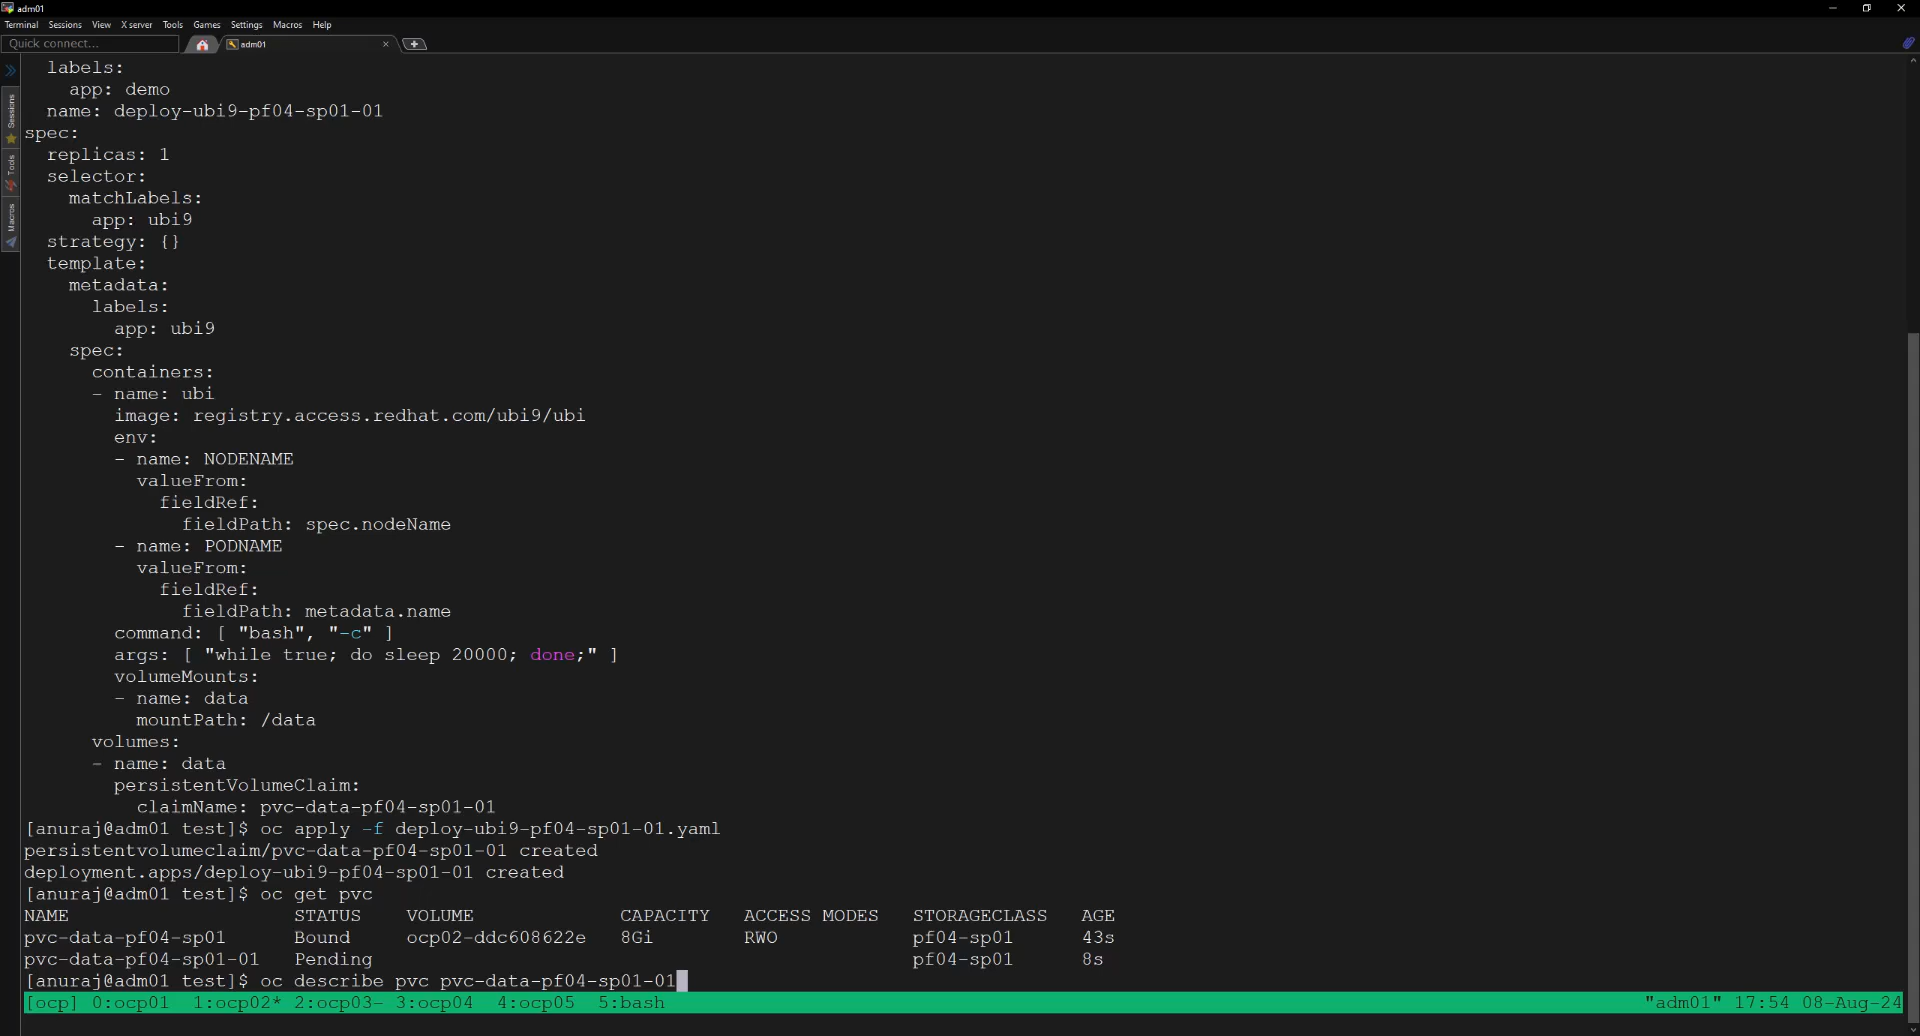 adm01
Terminal Sessions View X server Tools Games Settings Macros Help
Quick connect...
adm01
Sessions
Tools
Macros
labels:
app: demo
name: deploy-ubi9-pf04-sp01-01
spec:
replicas: 1
selector:
matchLabels:
app: ubi9
strategy: {}
template:
metadata:
labels:
app: ubi9
spec:
containers:
- name: ubi
image: registry.access.redhat.com/ubi9/ubi
env:
- name: NODENAME
valueFrom:
fieldRef:
fieldPath: spec.nodeName
- name: PODNAME
valueFrom:
fieldRef:
fieldPath: metadata.name
command: [ "bash", "-c" ]
args: [ "while true; do sleep 20000; done;" ]
volumeMounts:
- name: data
mountPath: /data
volumes:
- name: data
persistentVolumeClaim:
claimName: pvc-data-pf04-sp01-01
[anuraj@adm01 test]$ oc apply -f deploy-ubi9-pf04-sp01-01.yaml
persistentvolumeclaim/pvc-data-pf04-sp01-01 created
deployment.apps/deploy-ubi9-pf04-sp01-01 created
[anuraj@adm01 test]$ oc get pvc
NAME STATUS VOLUME CAPACITY ACCESS MODES STORAGECLASS AGE
pvc-data-pf04-sp01 Bound ocp02-ddc608622e 8Gi RWO pf04-sp01 43s
pvc-data-pf04-sp01-01 Pending pf04-sp01 8s
[anuraj@adm01 test]$ oc describe pvc pvc-data-pf04-sp01-01
[ocp] 0:ocp01 1:ocp02* 2:ocp03- 3:ocp04 4:ocp05 5:bash "adm01" 17:54 08-Aug-24